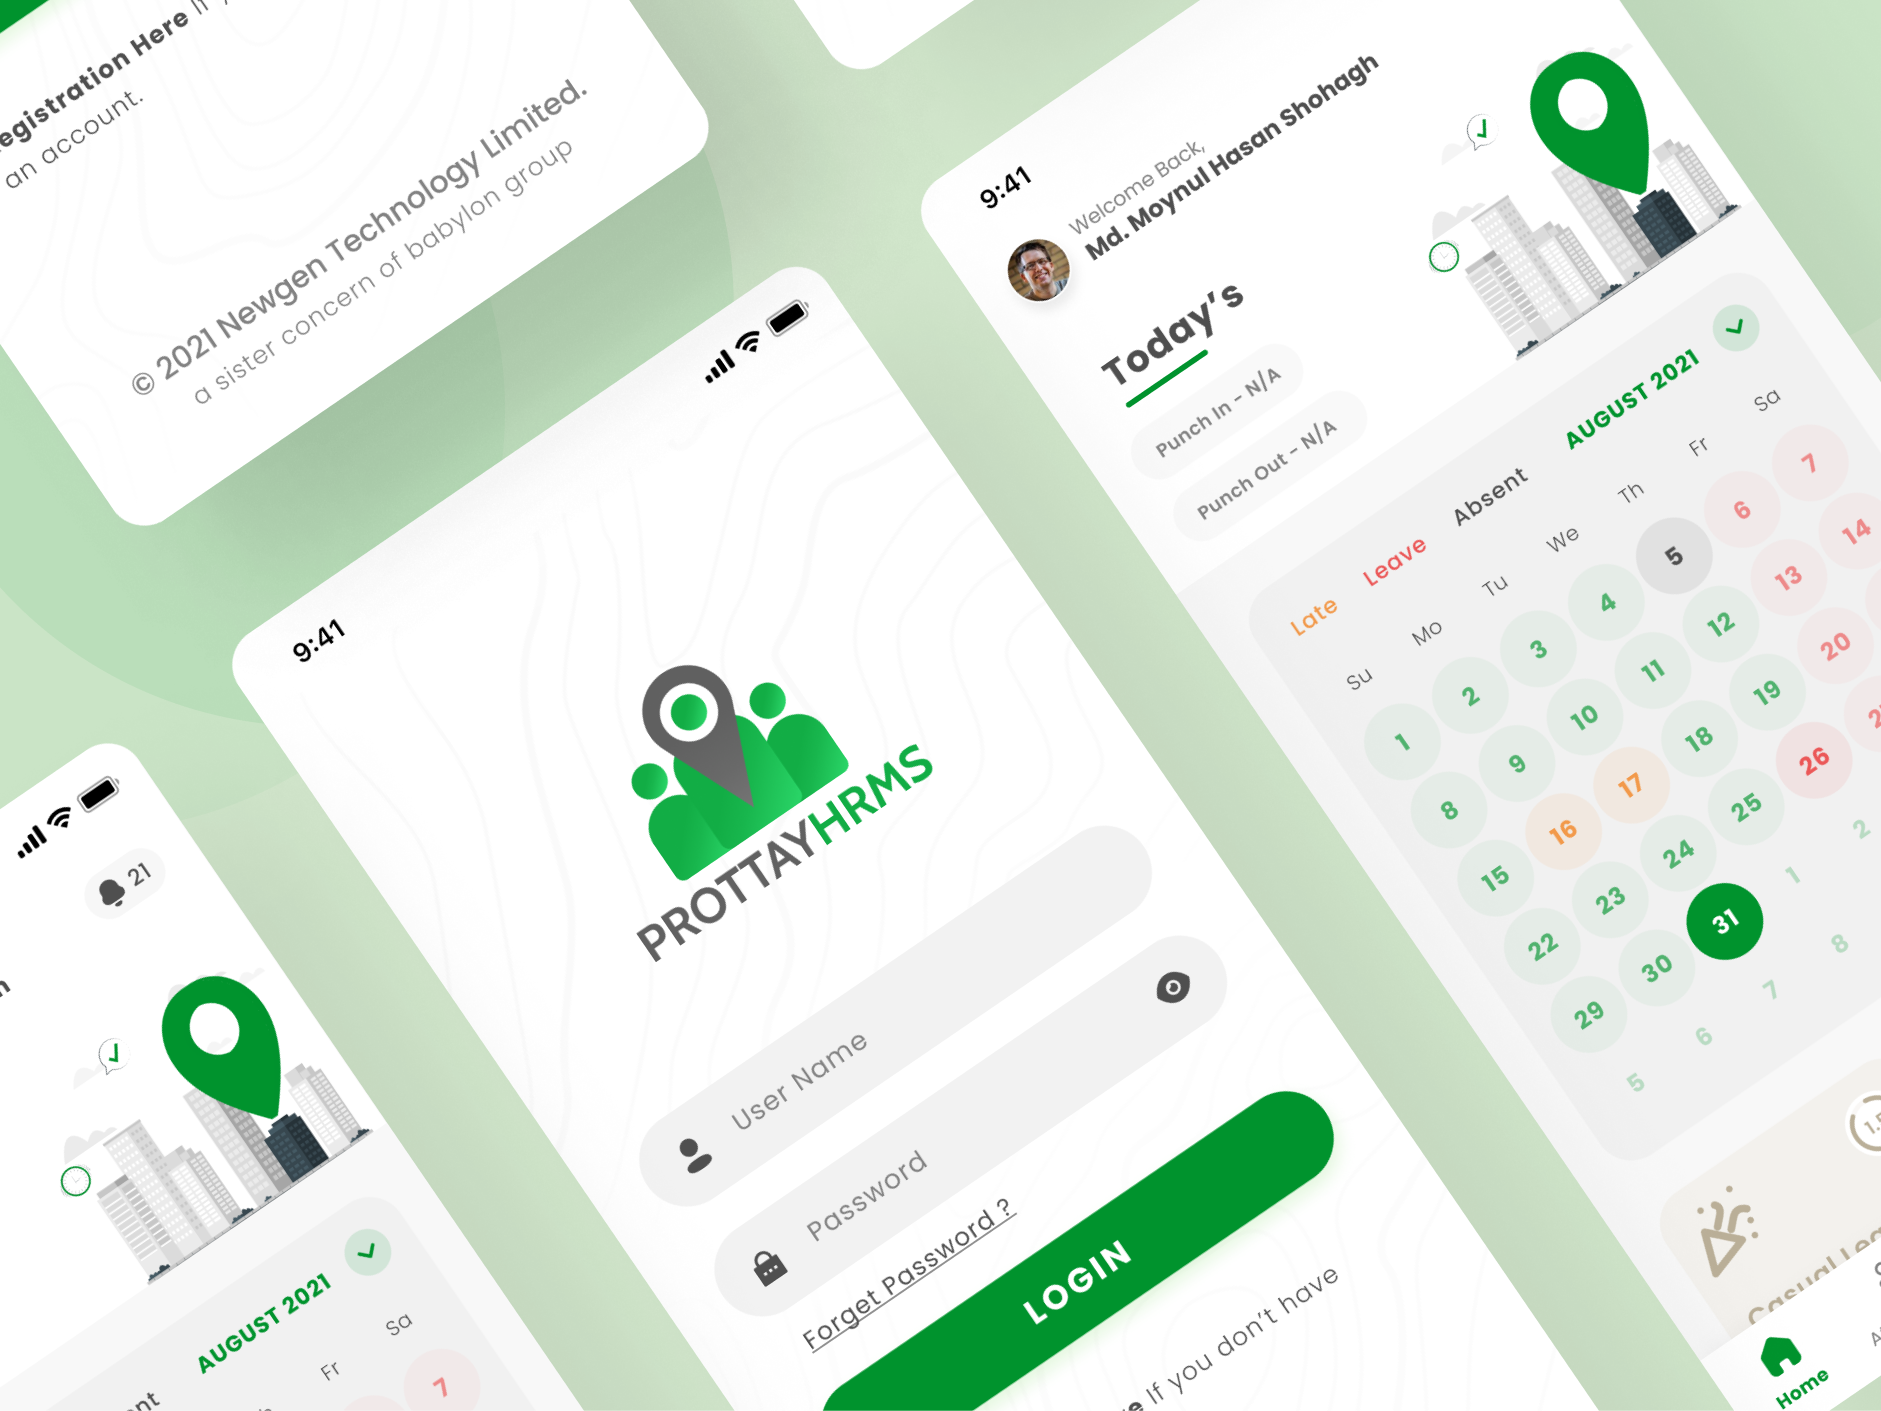 Registration Here If
an account.
© 2021 Newgen Technology Limited.
a sister concern of babylon group
9:41
PROTTAYHRMS
User Name
Password
Forget Password ?
LOGIN
If you don't have
9:41
Welcome Back,
Md. Moynul Hasan Shohagh
Today's
Punch In - N/A
Punch Out - N/A
Late Leave Absent AUGUST 2021
Su Mo Tu We Th Fr Sa
1 2 3 4 5 6 7
8 9 10 11 12 13 14
15 16 17 18 19 20
22 23 24 25 26
29 30 31 1 2
5 6 7 8
1.5
Casual
Home
21
AUGUST 2021
Fr Sa
7